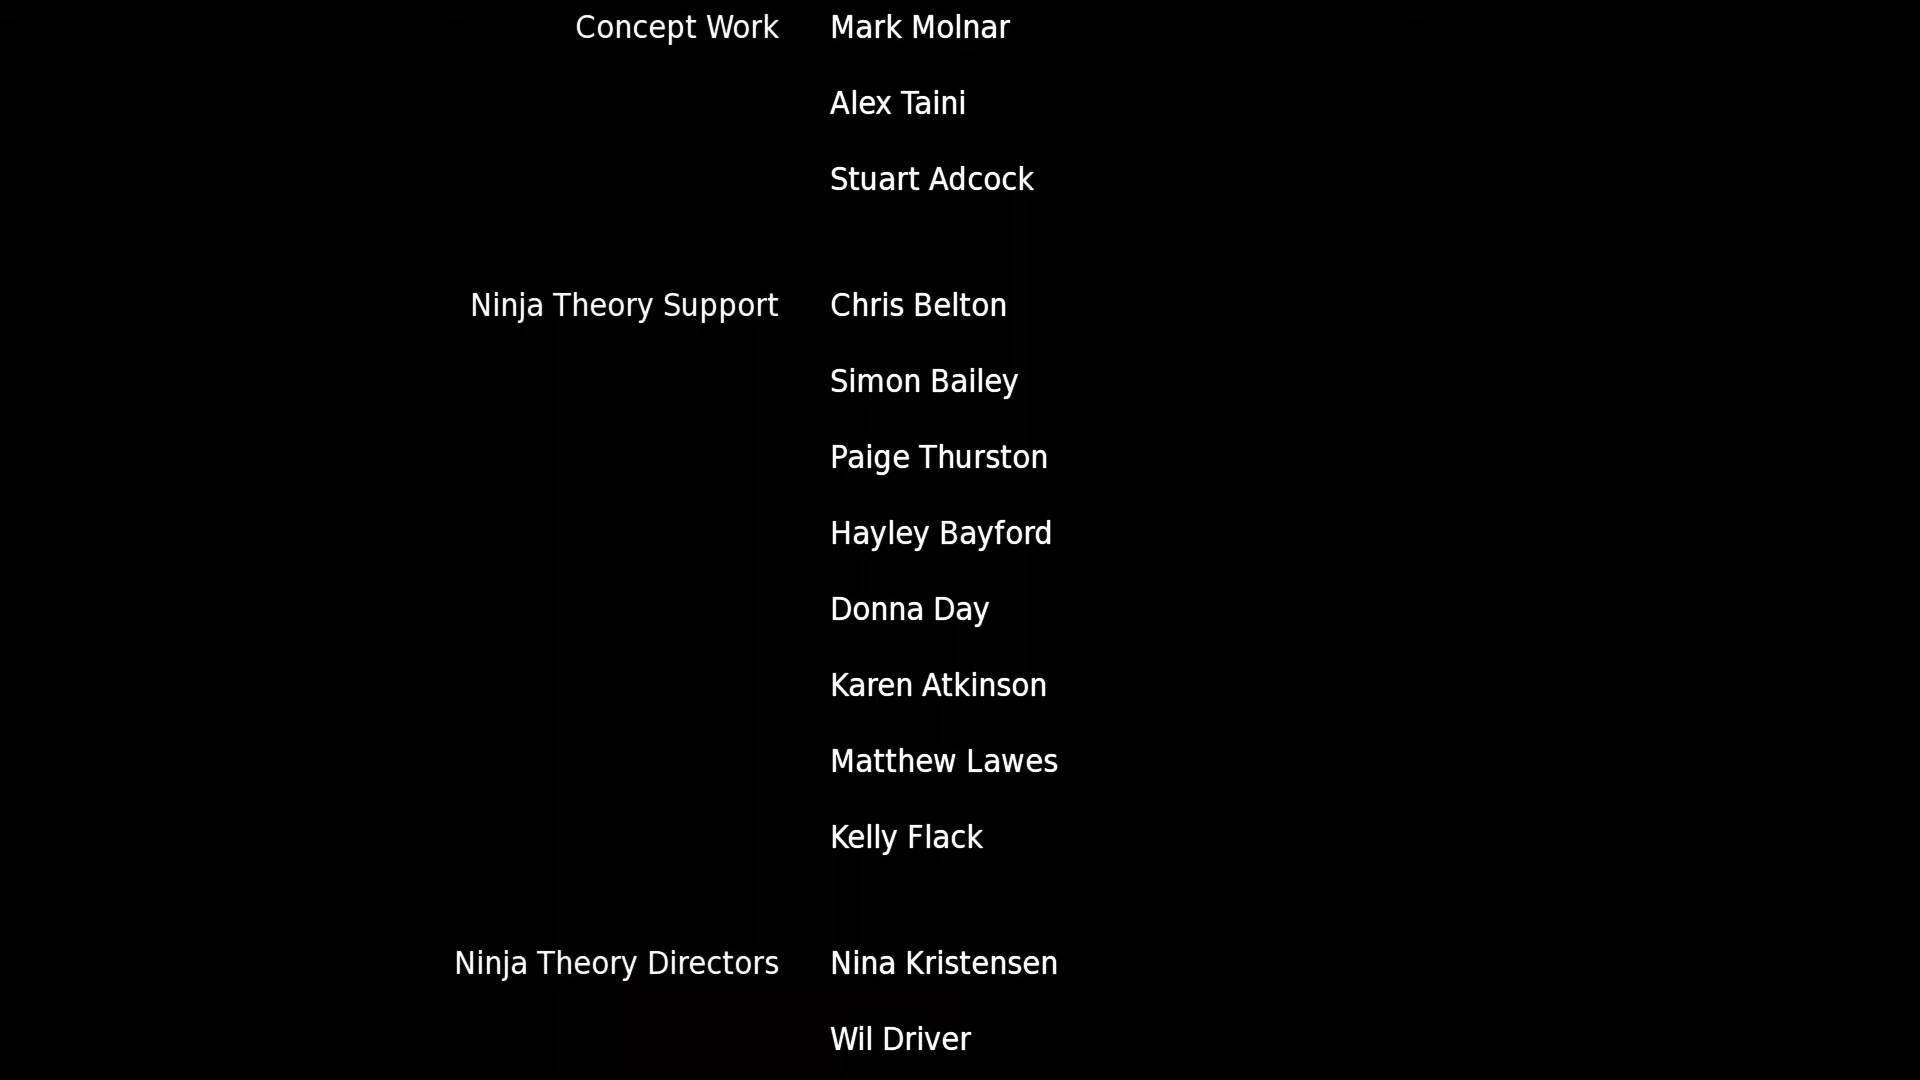 Concept Work Mark Molnar
Alex Taini
Stuart Adcock
Ninja Theory Support Chris Belton
Simon Bailey
Paige Thurston
Hayley Bayford
Donna Day
Karen Atkinson
Matthew Lawes
Kelly Flack
Ninja Theory Directors Nina Kristensen
Wil Driver